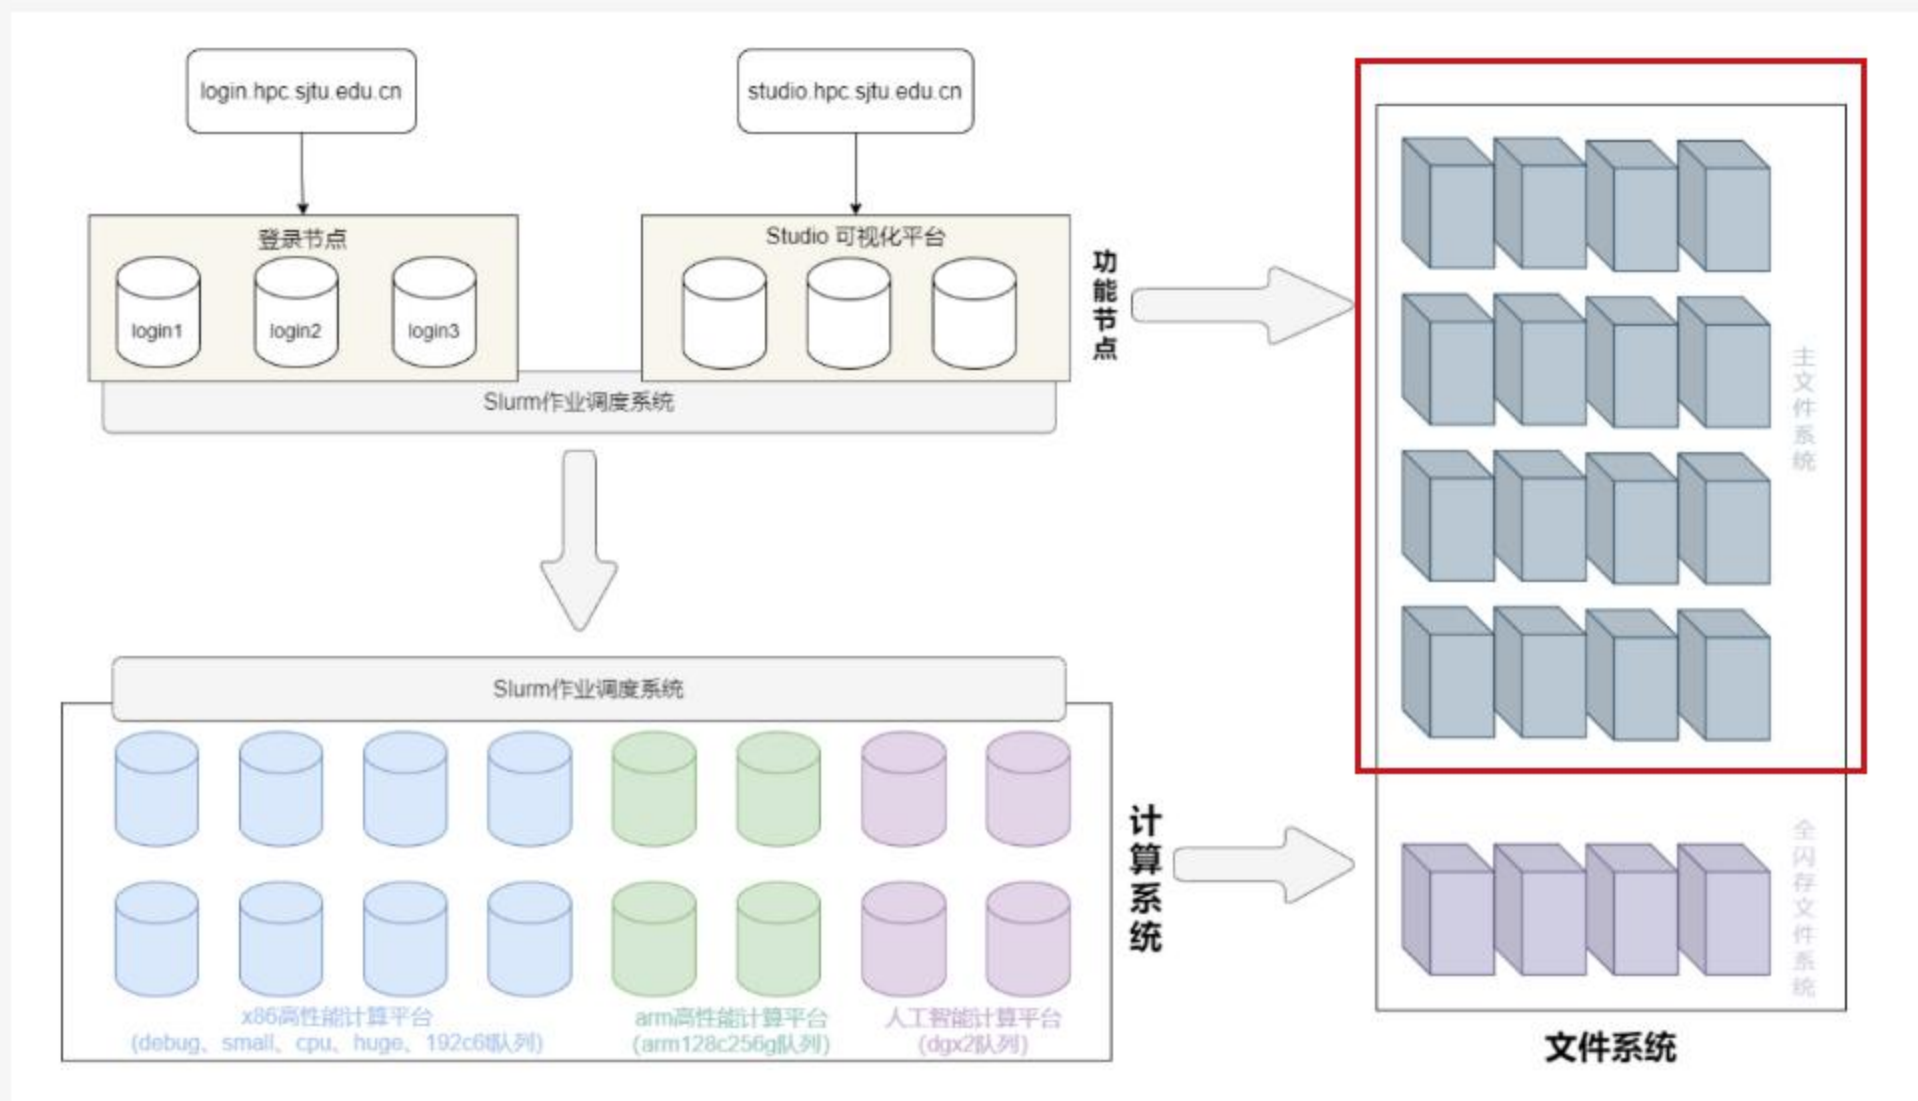 login.hpc.sjtu.edu.cn
studio.hpc.sjtu.edu.cn
登录节点
login1
login2
login3
Studio 可视化平台
功能节点
Slurm作业调度系统
主文件系统
Slurm作业调度系统
x86高性能计算平台
(debug、small、cpu、huge、192c6t队列)
arm高性能计算平台
(arm128c256g队列)
人工智能计算平台
(dgx2队列)
计算系统
全闪存文件系统
文件系统